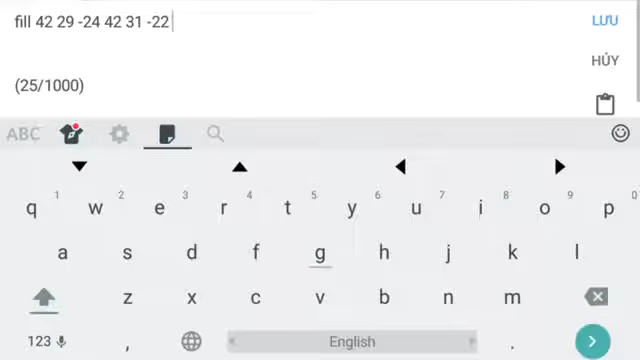 fill 42 29 -24 42 31 -22
LƯU
HỦY
(25/1000)
ABC
1 2 3 4 5 6 7 8 9 0
q w e r t y u i o p
a s d f g h j k l
z x c v b n m
123 , English .